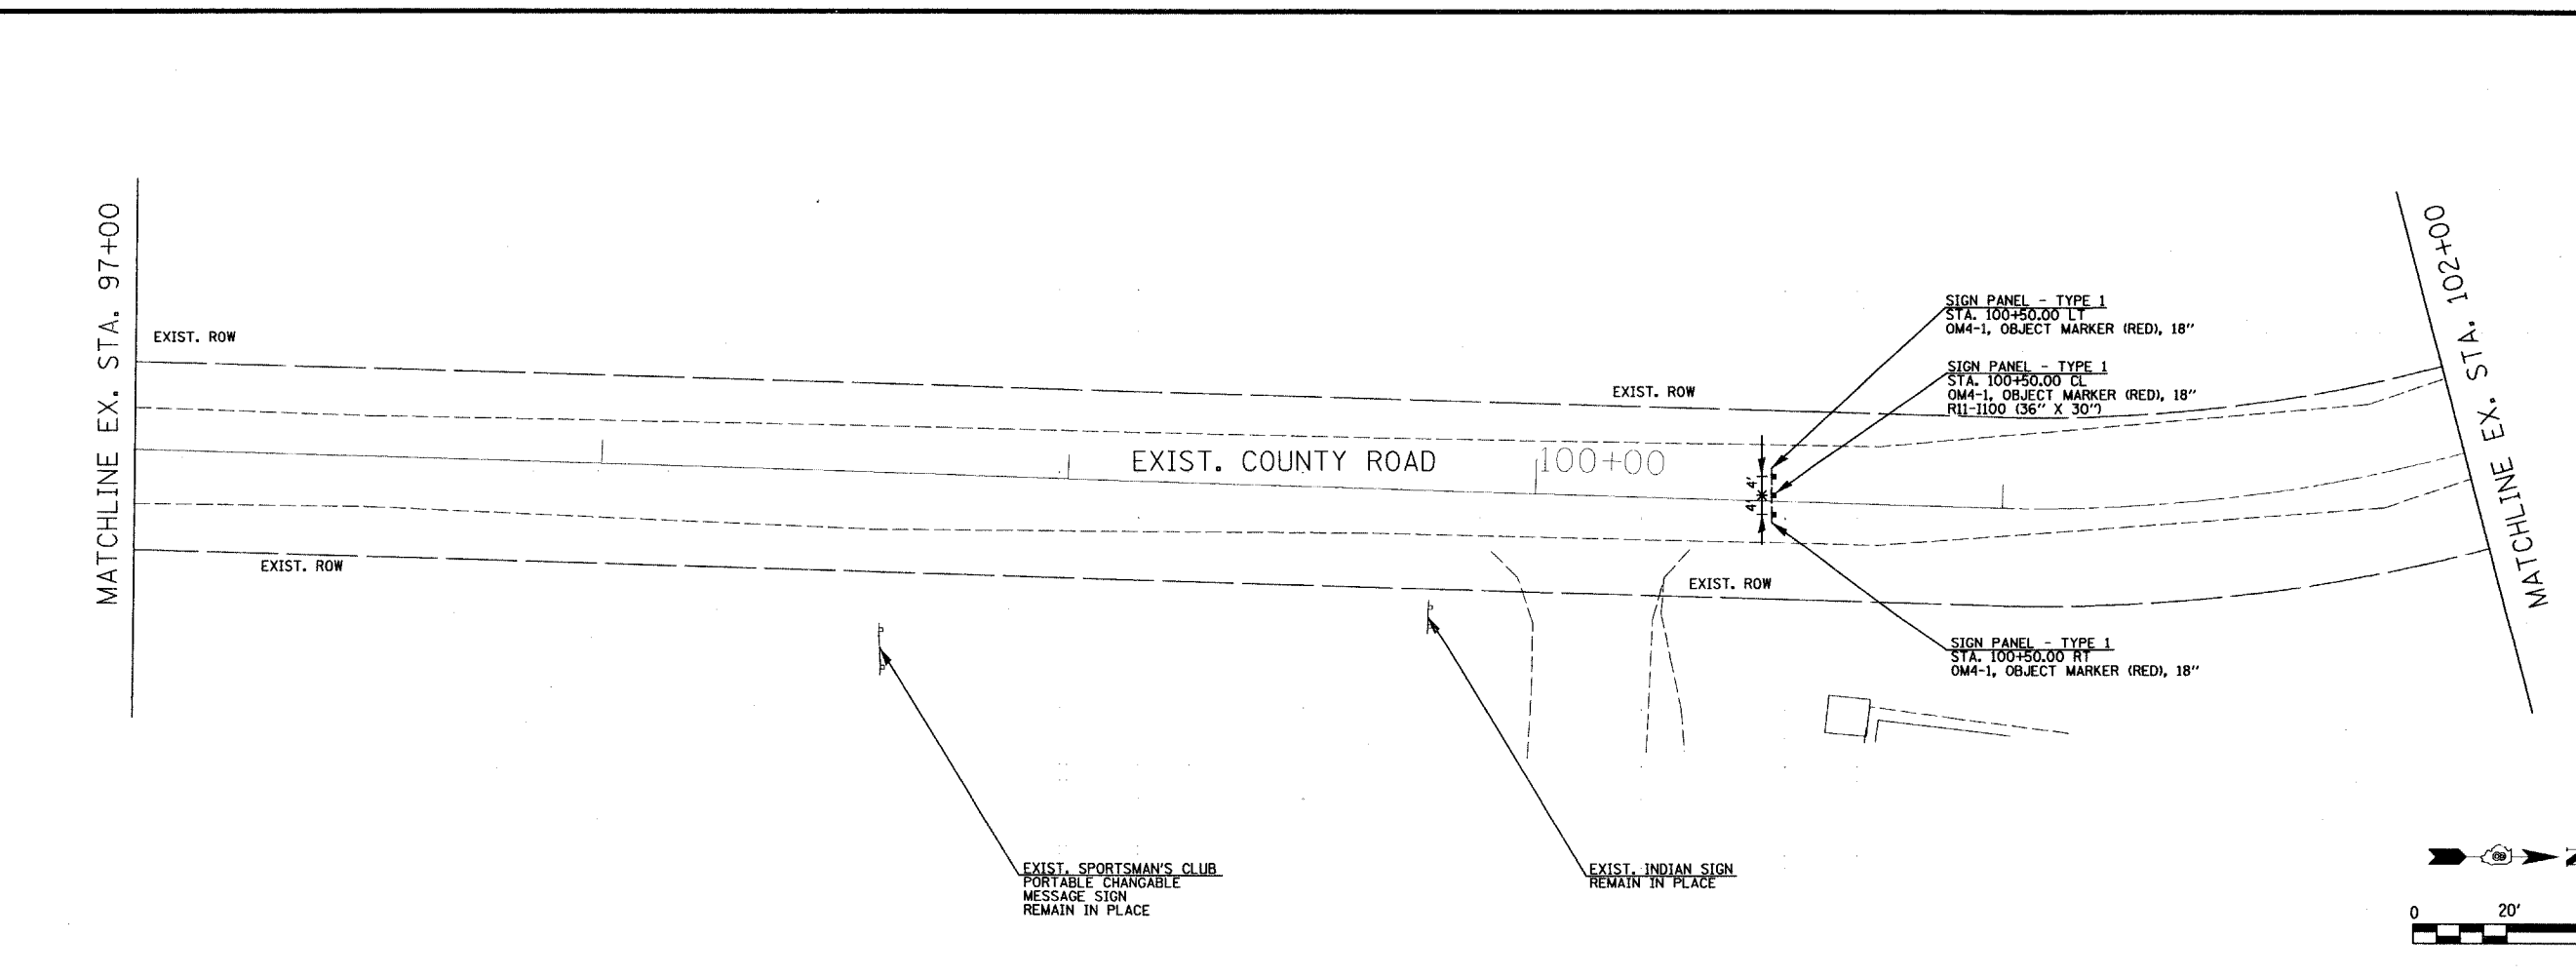 MATCHLINE EX. STA. 97+00
EXIST. ROW
EXIST. ROW
EXIST. COUNTY ROAD
100+00
EXIST. ROW
EXIST. ROW
4'
4'
SIGN PANEL - TYPE 1
STA. 100+50.00 LT
OM4-1, OBJECT MARKER (RED), 18"
SIGN PANEL - TYPE 1
STA. 100+50.00 CL
OM4-1, OBJECT MARKER (RED), 18"
R11-I100 (36" X 30")
SIGN PANEL - TYPE 1
STA. 100+50.00 RT
OM4-1, OBJECT MARKER (RED), 18"
MATCHLINE EX. STA. 102+00
EXIST. SPORTSMAN'S CLUB
PORTABLE CHANGABLE
MESSAGE SIGN
REMAIN IN PLACE
EXIST. INDIAN SIGN
REMAIN IN PLACE
0 20'